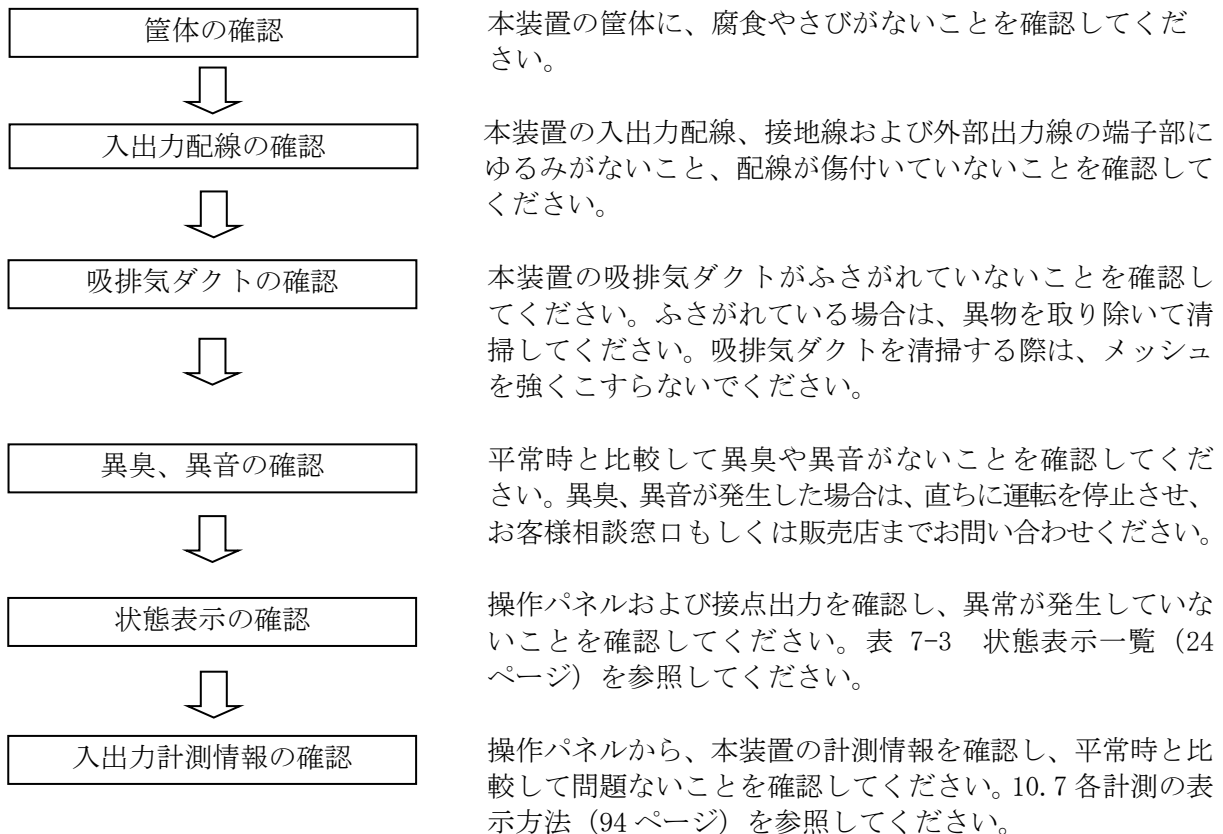 筐体の確認
本装置の筐体に、腐食やさびがないことを確認してくだ
さい。
入出力配線の確認
本装置の入出力配線、接地線および外部出力線の端子部に
ゆるみがないこと、配線が傷付いていないことを確認して
ください。
吸排気ダクトの確認
本装置の吸排気ダクトがふさがれていないことを確認し
てください。ふさがれている場合は、異物を取り除いて清
掃してください。吸排気ダクトを清掃する際は、メッシュ
を強くこすらないでください。
異臭、異音の確認
平常時と比較して異臭や異音がないことを確認してくだ
さい。異臭、異音が発生した場合は、直ちに運転を停止させ、
お客様相談窓口もしくは販売店までお問い合わせください。
状態表示の確認
操作パネルおよび接点出力を確認し、異常が発生していな
いことを確認してください。表 7-3　状態表示一覧（24
ページ）を参照してください。
入出力計測情報の確認
操作パネルから、本装置の計測情報を確認し、平常時と比
較して問題ないことを確認してください。10.7 各計測の表
示方法（94 ページ）を参照してください。